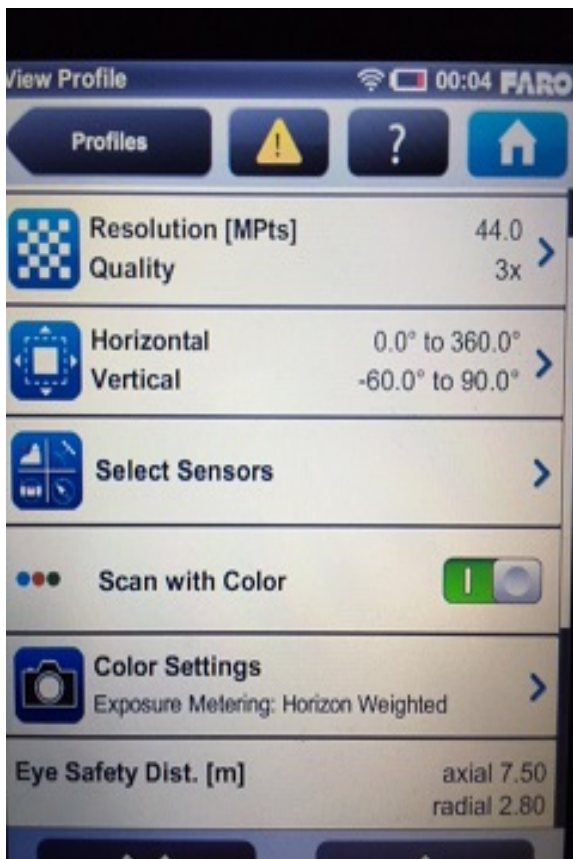 View Profile 00:04 FARO
Profiles ?
Resolution [MPts] 44.0
Quality 3x
Horizontal 0.0° to 360.0°
Vertical -60.0° to 90.0°
Select Sensors
Scan with Color
Color Settings
Exposure Metering: Horizon Weighted
Eye Safety Dist. [m] axial 7.50
radial 2.80